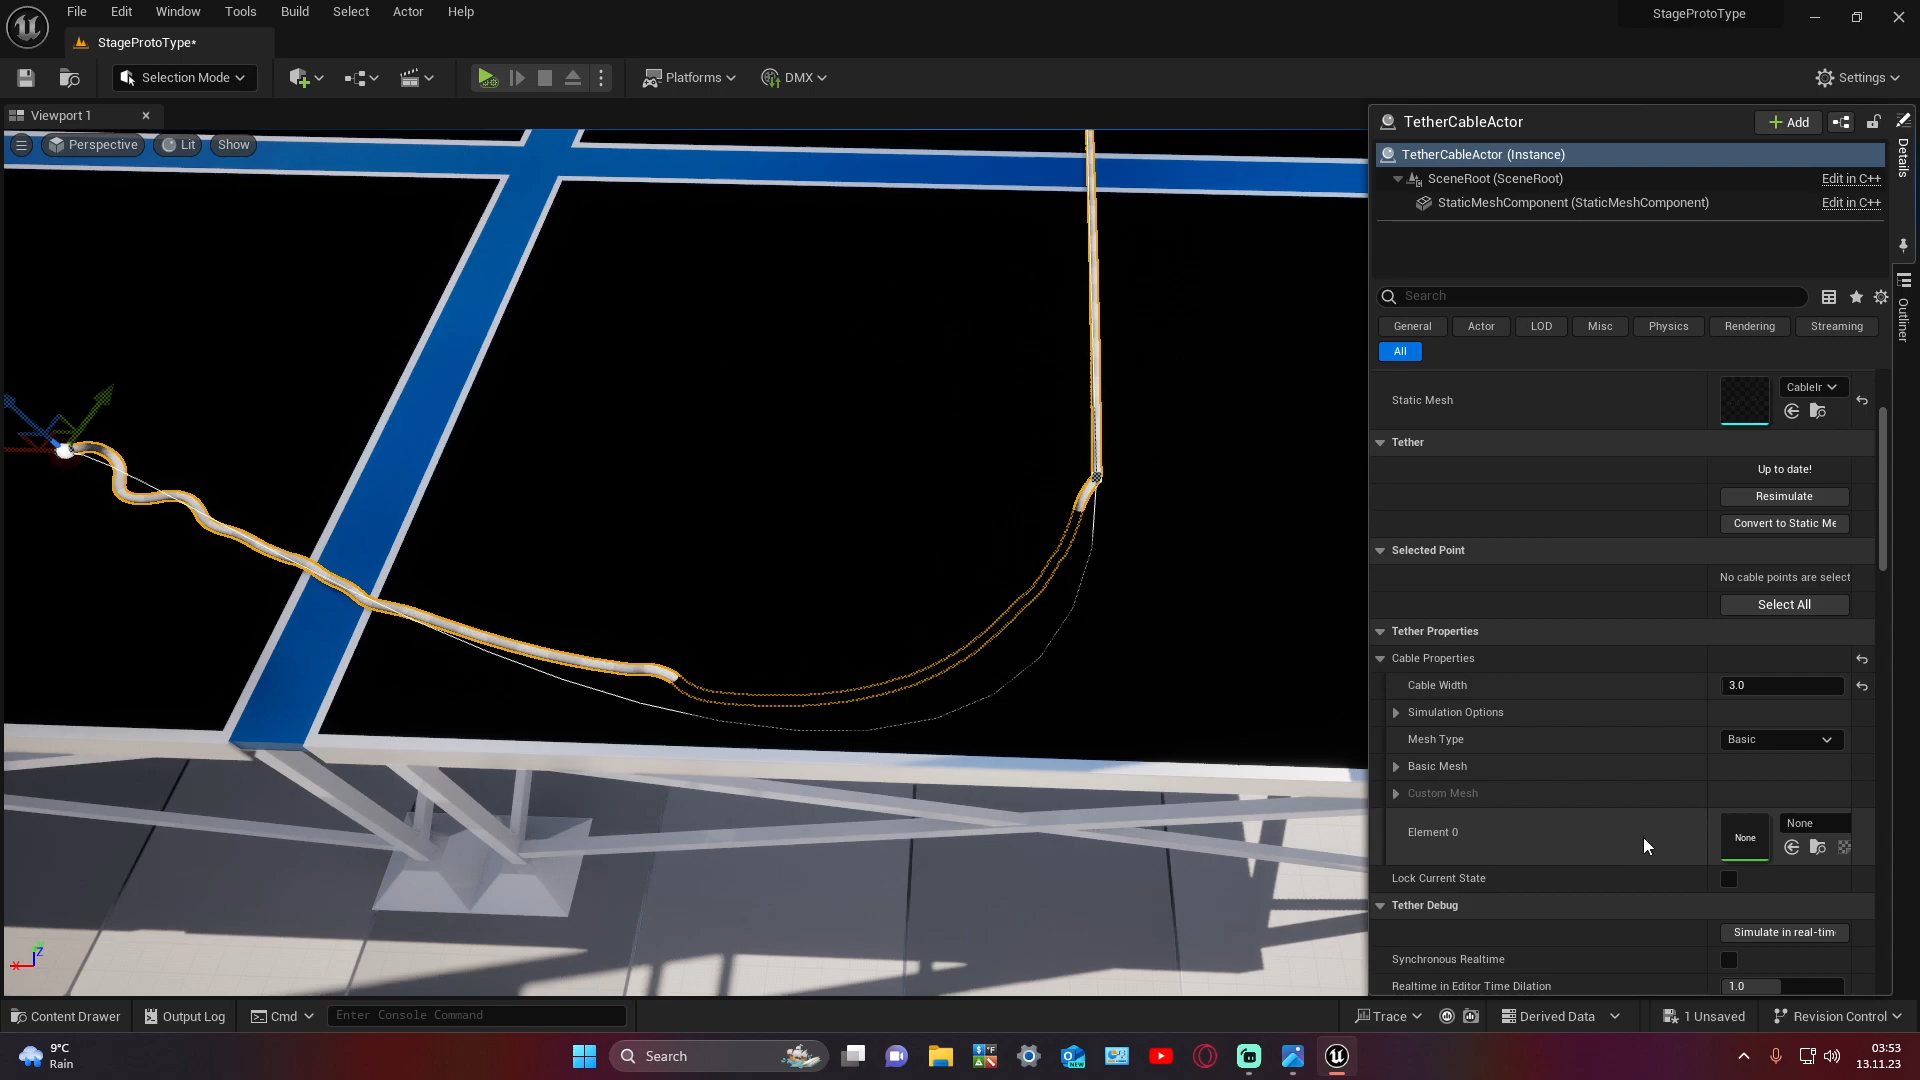 File Edit Window Tools Build Select Actor Help
StageProtoType
StageProtoType*
Selection Mode
Platforms
DMX
Settings
Viewport 1
Perspective
Lit
Show
TetherCableActor
Add
TetherCableActor (Instance)
SceneRoot (SceneRoot)
Edit in C++
StaticMeshComponent (StaticMeshComponent)
Edit in C++
Details
Outliner
Search
General
Actor
LOD
Misc
Physics
Rendering
Streaming
All
Static Mesh
CableIr
Tether
Up to date!
Resimulate
Convert to Static Me
Selected Point
No cable points are select
Select All
Tether Properties
Cable Properties
Cable Width
3.0
Simulation Options
Mesh Type
Basic
Basic Mesh
Custom Mesh
Element 0
None
None
Lock Current State
Tether Debug
Simulate in real-tim
Synchronous Realtime
Realtime in Editor Time Dilation
1.0
Content Drawer
Output Log
Cmd
Enter Console Command
Trace
Derived Data
1 Unsaved
Revision Control
9°C
Rain
Search
NEW
03:53
13.11.23